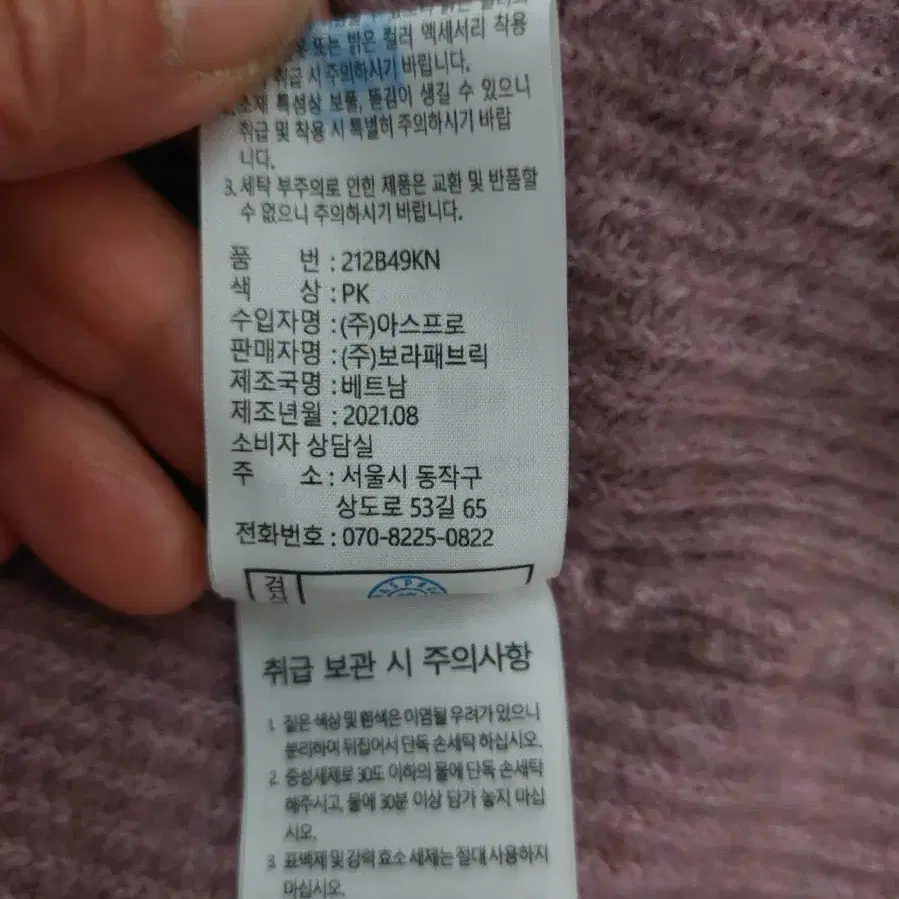 또는 밝은 컬러 액세서리 착용
취급 시 주의하시기 바랍니다.
소재 특성상 보풀, 뜯김이 생길 수 있으니
취급 및 착용 시 특별히 주의하시기 바랍
니다.
3. 세탁 부주의로 인한 제품은 교환 및 반품할
수 없으니 주의하시기 바랍니다.
품 번 : 212B49KN
색 상 : PK
수입자명 : (주)아스프로
판매자명 : (주)보라패브릭
제조국명 : 베트남
제조년월 : 2021.08
소비자 상담실
주 소 : 서울시 동작구
상도로 53길 65
전화번호 : 070-8225-0822
취급 보관 시 주의사항
1. 짙은 색상 및 흰색은 이염될 우려가 있으니
분리하여 뒤집어서 단독 손세탁 하십시오.
2. 중성세제로 30도 이하의 물에 단독 손세탁
해주시고, 물에 30분 이상 담가 놓지 마십
시오.
3. 표백제 및 강력 효소 세제는 절대 사용하지
마십시오.